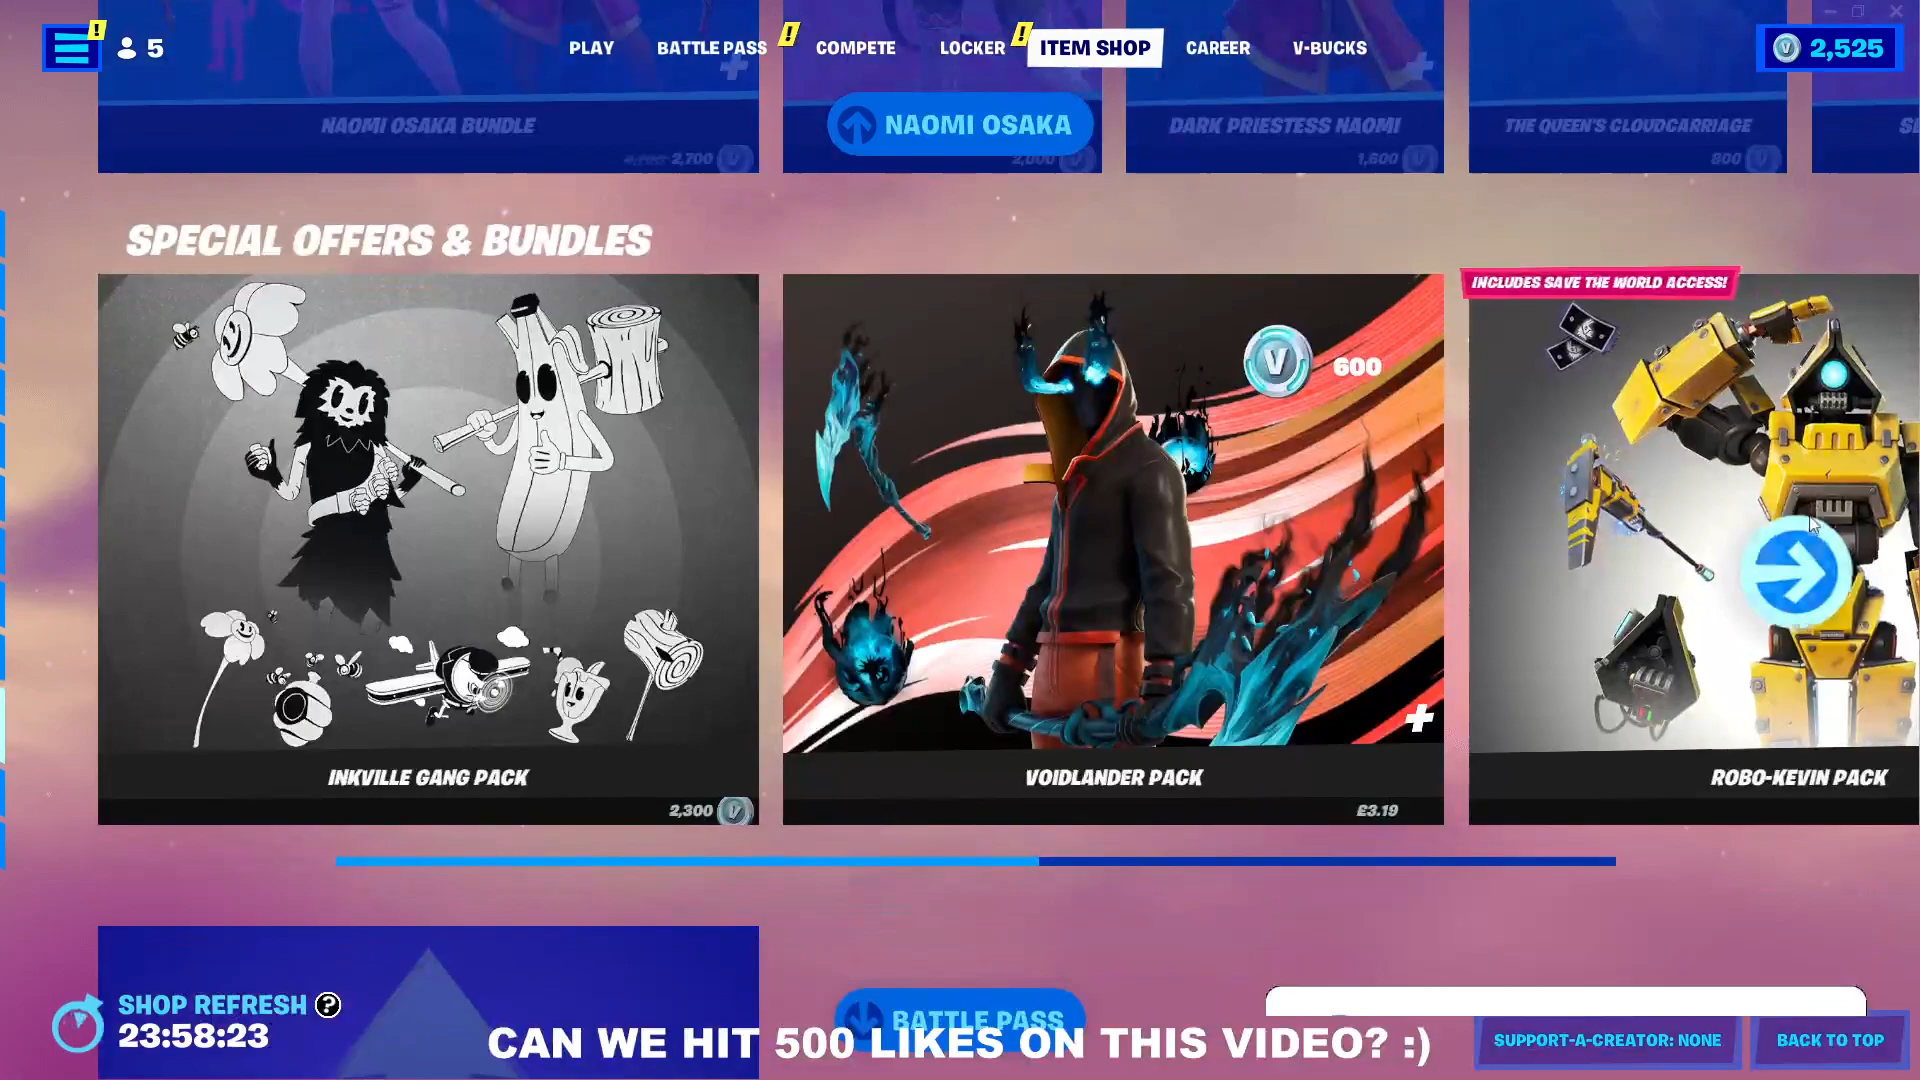 5
PLAY
BATTLE PASS
COMPETE
LOCKER
ITEM SHOP
CAREER
V-BUCKS
2,525
NAOMI OSAKA BUNDLE
2,700
NAOMI OSAKA
2,000
DARK PRIESTESS NAOMI
1,600
THE QUEEN'S CLOUDCARRIAGE
800
SPECIAL OFFERS & BUNDLES
INKVILLE GANG PACK
2,300
600
VOIDLANDER PACK
£3.19
INCLUDES SAVE THE WORLD ACCESS!
ROBO-KEVIN PACK
SHOP REFRESH ?
23:58:23
BATTLE PASS
CAN WE HIT 500 LIKES ON THIS VIDEO? :)
SUPPORT-A-CREATOR: NONE
BACK TO TOP